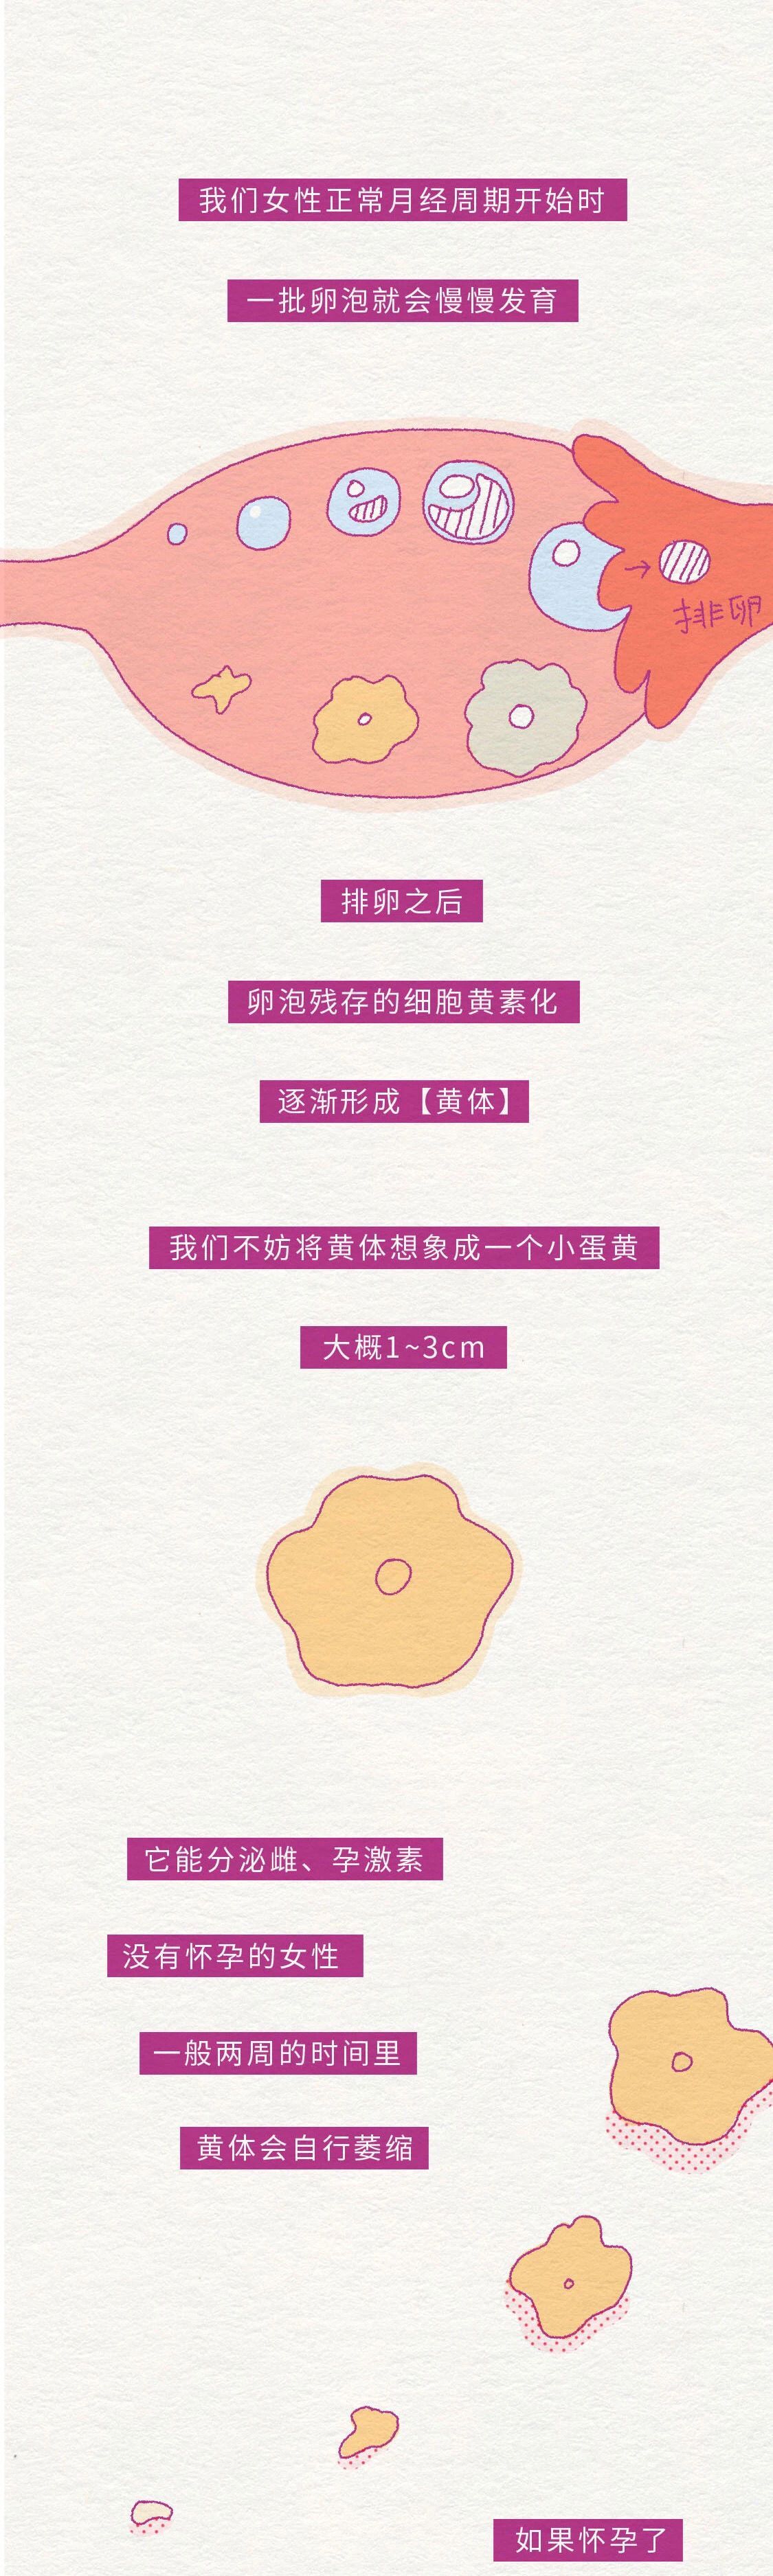 我们女性正常月经周期开始时
一批卵泡就会慢慢发育
排卵
排卵之后
卵泡残存的细胞黄素化
逐渐形成【黄体】
我们不妨将黄体想象成一个小蛋黄
大概1~3cm
它能分泌雌、孕激素
没有怀孕的女性
一般两周的时间里
黄体会自行萎缩
如果怀孕了